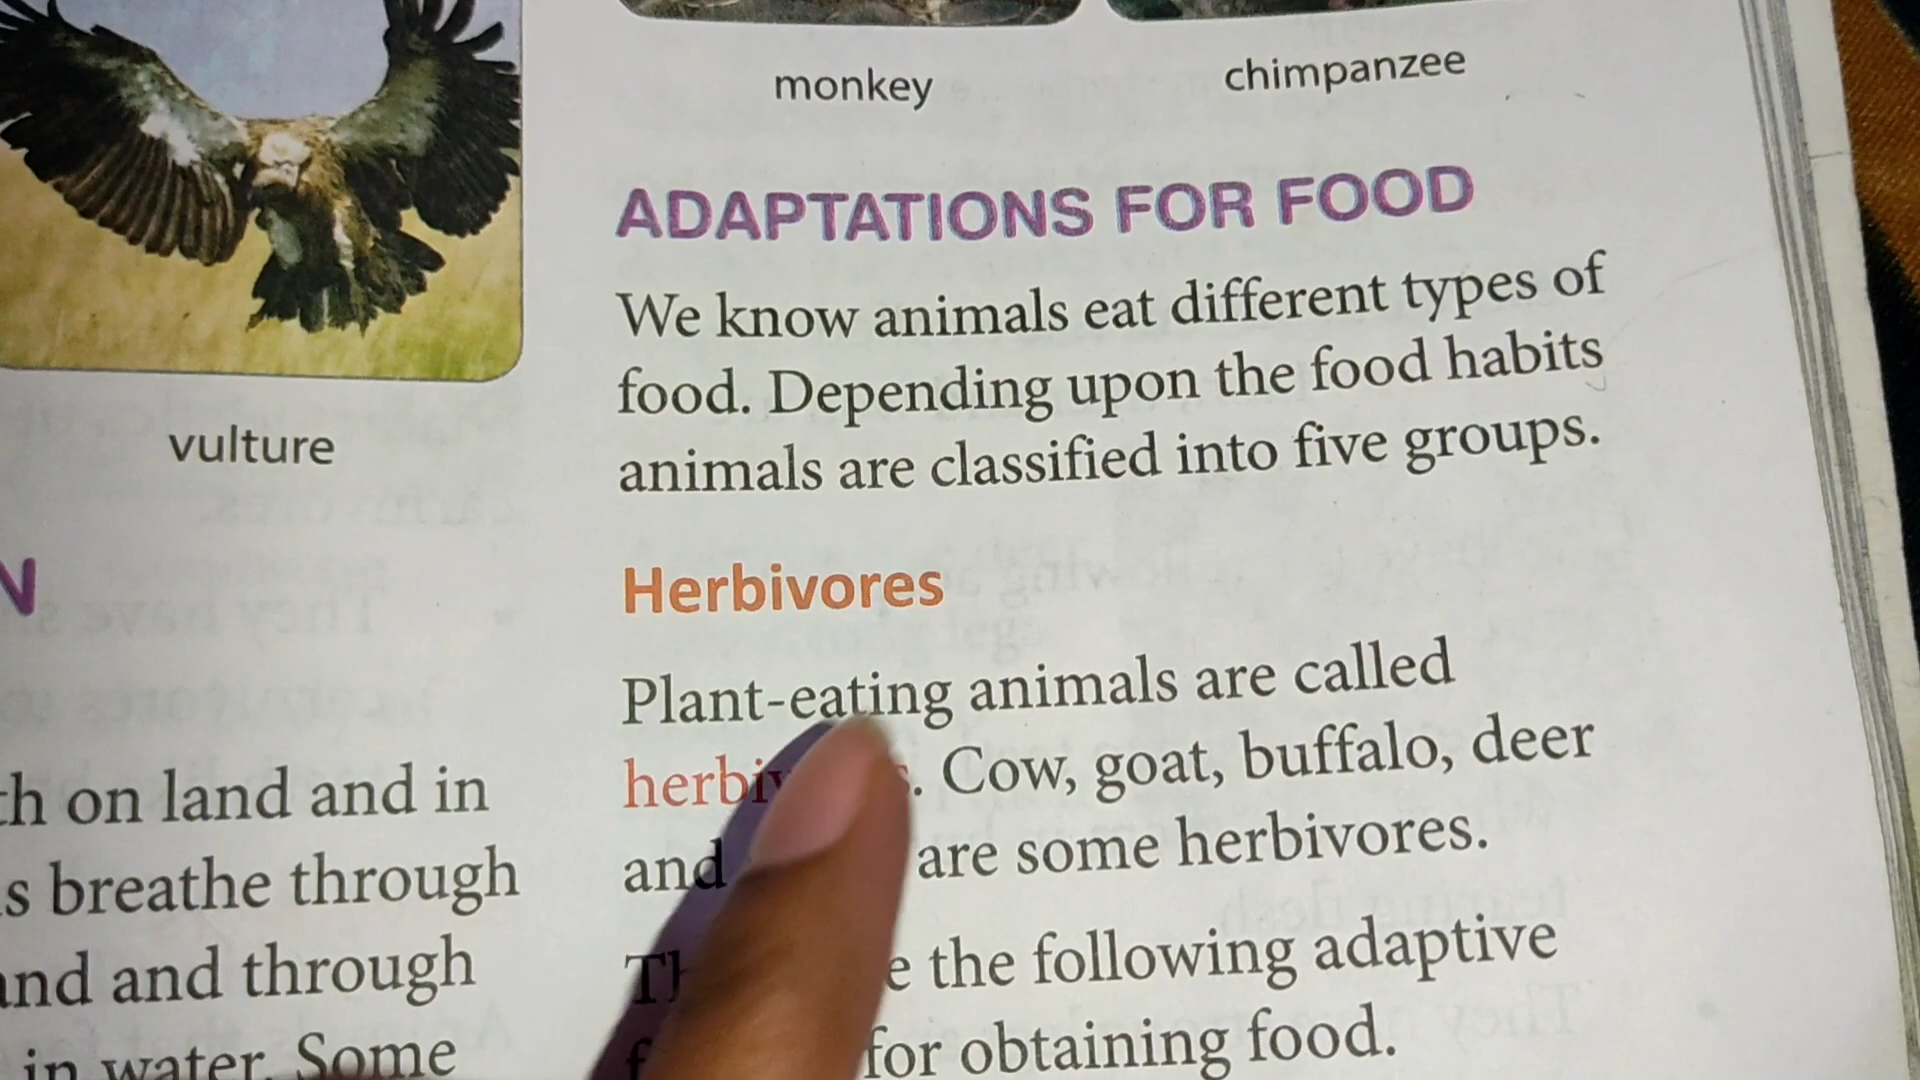 vulture
N
th on land and in
s breathe through
and and through
in water. Some
monkey
chimpanzee
ADAPTATIONS FOR FOOD
We know animals eat different types of
food. Depending upon the food habits
animals are classified into five groups.
Herbivores
Plant-eating animals are called
. Cow, goat, buffalo, deer
and are some herbivores.
the following adaptive
for obtaining food.